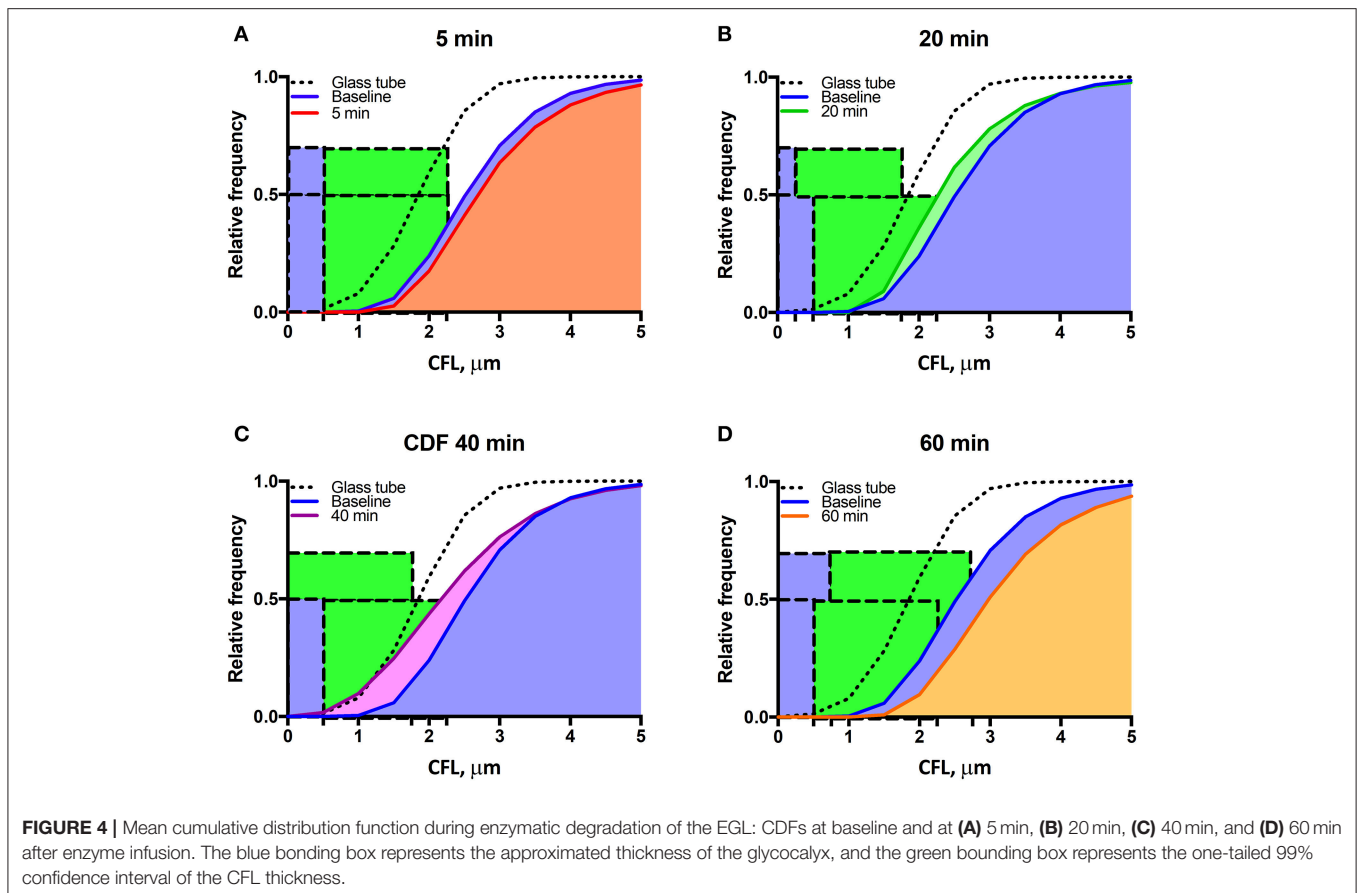 A
5 min
Glass tube
Baseline
5 min
Relative frequency
1.0
0.5
0.0
0 1 2 3 4 5
CFL, μm
B
20 min
Glass tube
Baseline
20 min
Relative frequency
1.0
0.5
0.0
0 1 2 3 4 5
CFL, μm
C
CDF 40 min
Glass tube
Baseline
40 min
Relative frequency
1.0
0.5
0.0
0 1 2 3 4 5
CFL, μm
D
60 min
Glass tube
Baseline
60 min
Relative frequency
1.0
0.5
0.0
0 1 2 3 4 5
CFL, μm
FIGURE 4 | Mean cumulative distribution function during enzymatic degradation of the EGL: CDFs at baseline and at (A) 5 min, (B) 20 min, (C) 40 min, and (D) 60 min
after enzyme infusion. The blue bonding box represents the approximated thickness of the glycocalyx, and the green bounding box represents the one-tailed 99%
confidence interval of the CFL thickness.